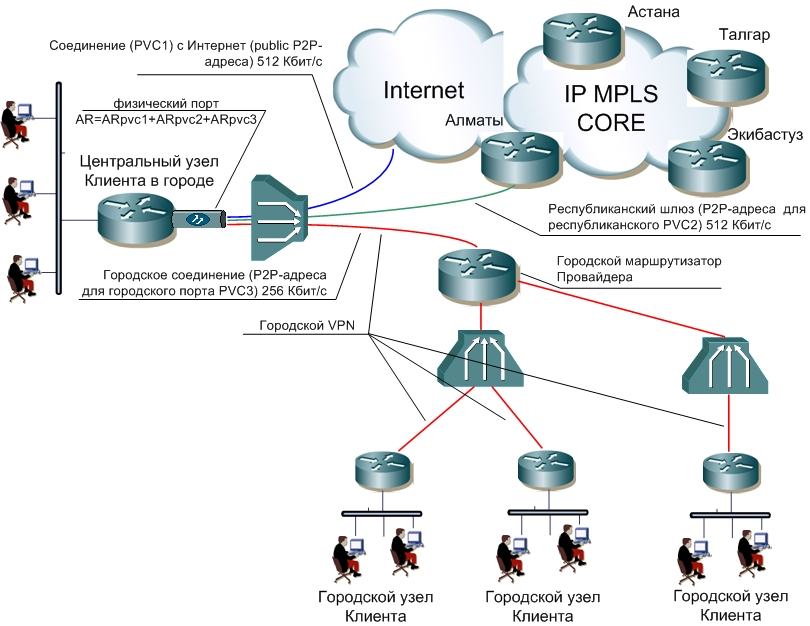 Астана
Соединение (PVC1) с Интернет (public P2P-
адреса) 512 Кбит/с
Талгар
Internet
IP MPLS
CORE
физический порт
AR=ARpvc1+ARpvc2+ARpvc3
Алматы
Экибастуз
Центральный узел
Клиента в городе
Республиканский шлюз (P2P-адреса для
республиканского PVC2) 512 Кбит/с
Городской маршрутизатор
Провайдера
Городское соединение (P2P-адреса
для городского порта PVC3) 256 Кбит/с
Городской VPN
Городской узел
Клиента
Городской узел
Клиента
Городской узел
Клиента